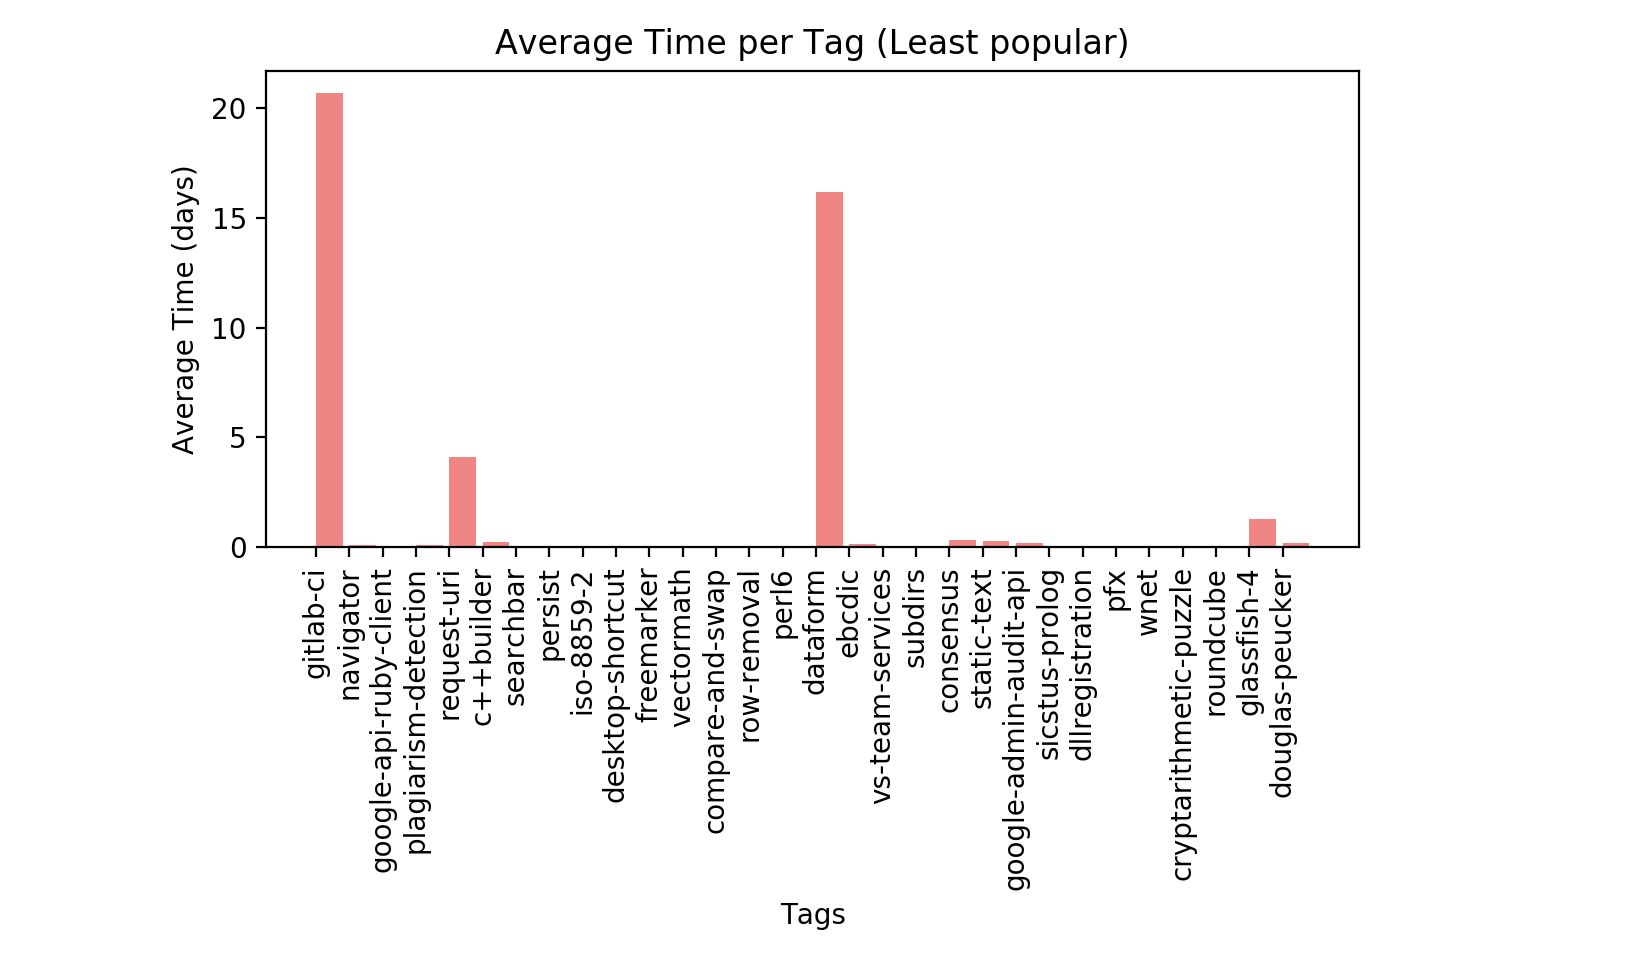 Average Time per Tag (Least popular)
Average Time (days)
20
15
10
5
0
gitlab-ci
navigator
google-api-ruby-client
plagiarism-detection
request-uri
c++builder
searchbar
persist
iso-8859-2
desktop-shortcut
freemarker
vectormath
compare-and-swap
row-removal
perl6
dataform
ebcdic
vs-team-services
subdirs
consensus
static-text
google-admin-audit-api
sicstus-prolog
dllregistration
pfx
wnet
cryptarithmetic-puzzle
roundcube
glassfish-4
douglas-peucker
Tags